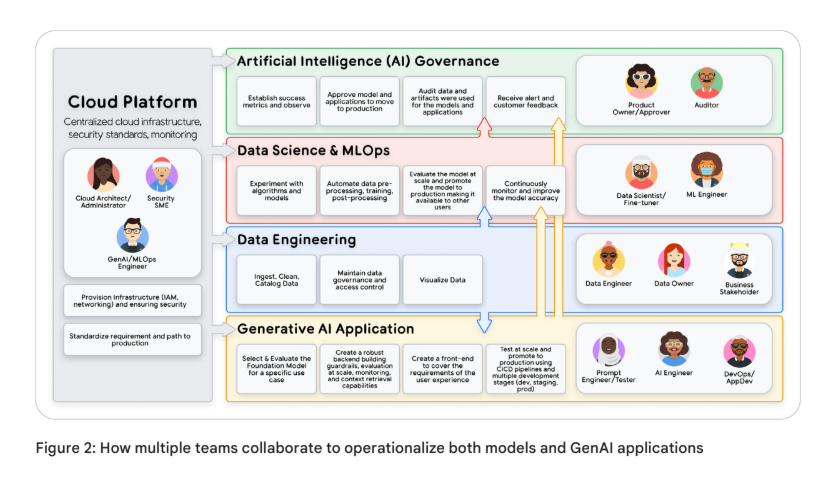 Cloud Platform
Centralized cloud infrastructure,
security standards, monitoring
Cloud Architect/
Administrator
Security
SME
GenAI/MLOps
Engineer
Provision Infrastructure (IAM,
networking) and ensuring security
Standardize requirement and path to
production
Artificial Intelligence (AI) Governance
Establish success
metrics and observe
Approve model and
applications to move
to production
Audit data and
artifacts were used
for the models and
applications
Receive alert and
customer feedback
Product
Owner/Approver
Auditor
Data Science & MLOps
Experiment with
algorithms and
models
Automate data pre-
processing, training,
post-processing
Evaluate the model at
scale and promote
the model to
production making it
available to other
users
Continuously
monitor and improve
the model accuracy
Data Scientist/
Fine-tuner
ML Engineer
Data Engineering
Ingest, Clean,
Catalog Data
Maintain data
governance and
access control
Visualize Data
Data Engineer
Data Owner
Business
Stakeholder
Generative AI Application
Select & Evaluate the
Foundation Model
for a specific use
case
Create a robust
backend building
guardrails, evaluation
at scale, monitoring,
and context retrieval
capabilities
Create a front-end
to cover the
requirements of the
user experience
Test at scale and
promote to
production using
CICD pipelines and
multiple development
stages (dev, staging,
prod)
Prompt
Engineer/Tester
AI Engineer
DevOps/
AppDev
Figure 2: How multiple teams collaborate to operationalize both models and GenAI applications